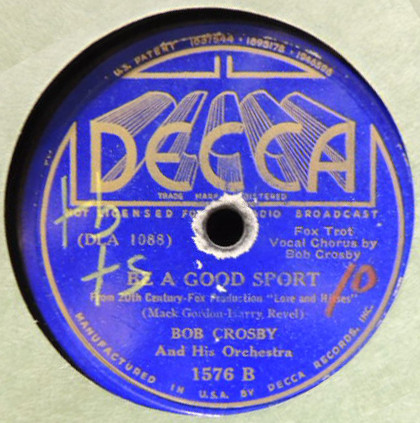 U.S. PATENT 1637544 - 1695178 - 1702564
DECCA
TRADE MARK REGISTERED
NOT LICENSED FOR RADIO BROADCAST
(DLA 1088)
Fox Trot
Vocal Chorus by
Bob Crosby
BE A GOOD SPORT
From 20th Century-Fox Production "Love and Hisses"
(Mack Gordon-Harry Revel)
BOB CROSBY
And His Orchestra
1576 B
MANUFACTURED IN U.S.A. BY DECCA RECORDS, INC.
10